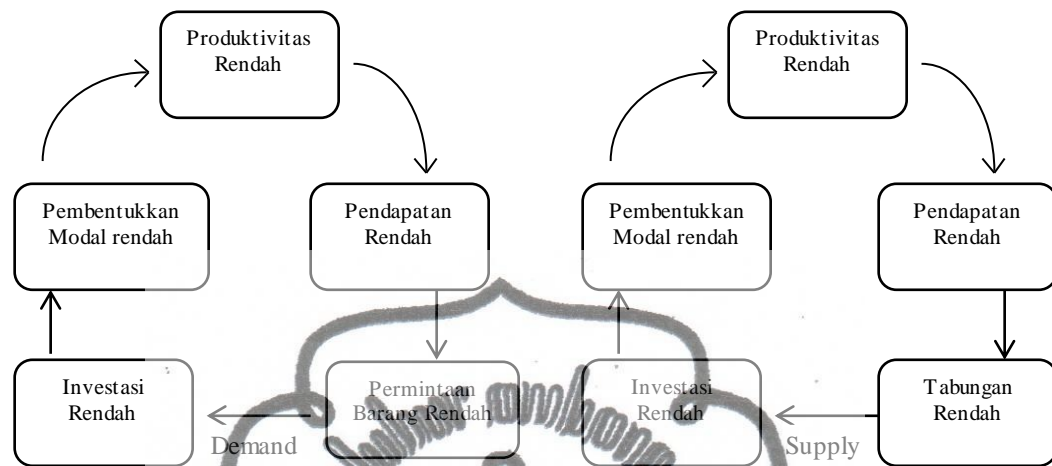 Produktivitas
Rendah
Produktivitas
Rendah
Pembentukkan
Modal rendah
Pendapatan
Rendah
Pembentukkan
Modal rendah
Pendapatan
Rendah
Investasi
Rendah
Permintaan
Barang Rendah
Investasi
Rendah
Tabungan
Rendah
Demand
Supply